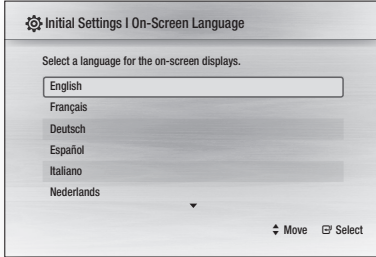 Initial Settings I On-Screen Language
Select a language for the on-screen displays.
English
Français
Deutsch
Español
Italiano
Nederlands
Move Select